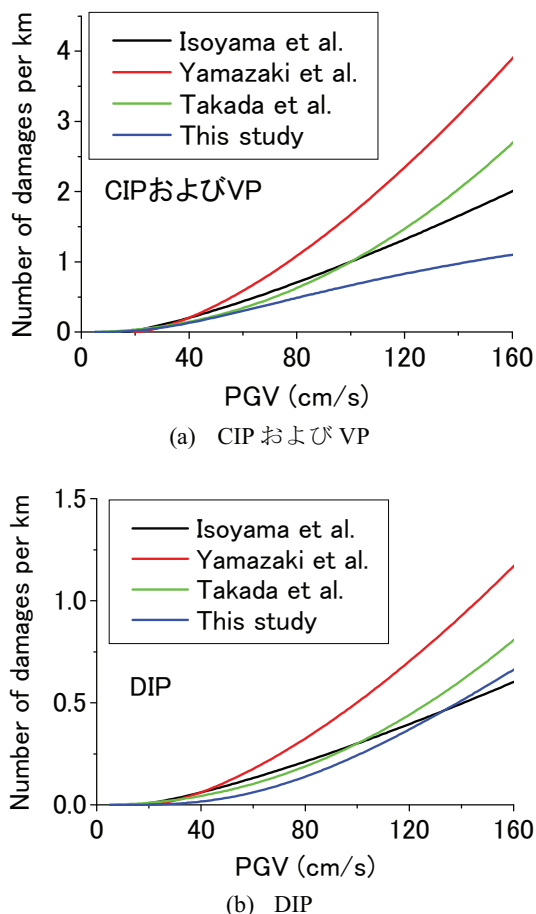 Number of damages per km
4
3
2
1
0
Isoyama et al.
Yamazaki et al.
Takada et al.
This study
CIPおよびVP
0 40 80 120 160
PGV (cm/s)
(a) CIP および VP
Number of damages per km
1.5
1.0
0.5
0.0
Isoyama et al.
Yamazaki et al.
Takada et al.
This study
DIP
0 40 80 120 160
PGV (cm/s)
(b) DIP